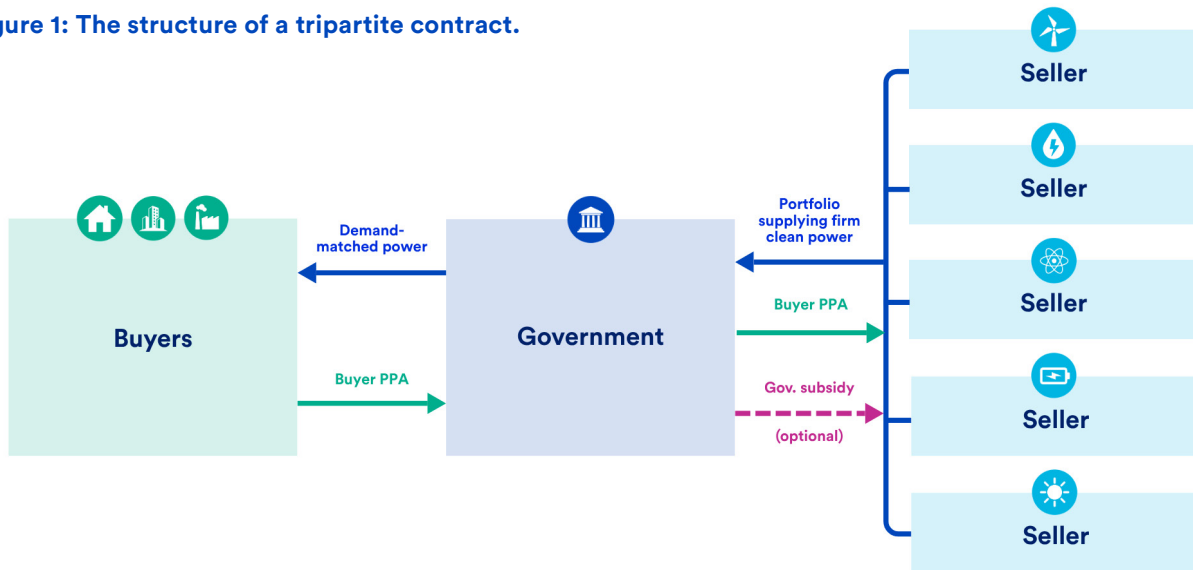 gure 1: The structure of a tripartite contract.
Seller
Seller
Portfolio
supplying firm
clean power
Demand-
matched power
Seller
Buyer PPA
Buyers
Government
Buyer PPA
Gov. subsidy
(optional)
Seller
Seller